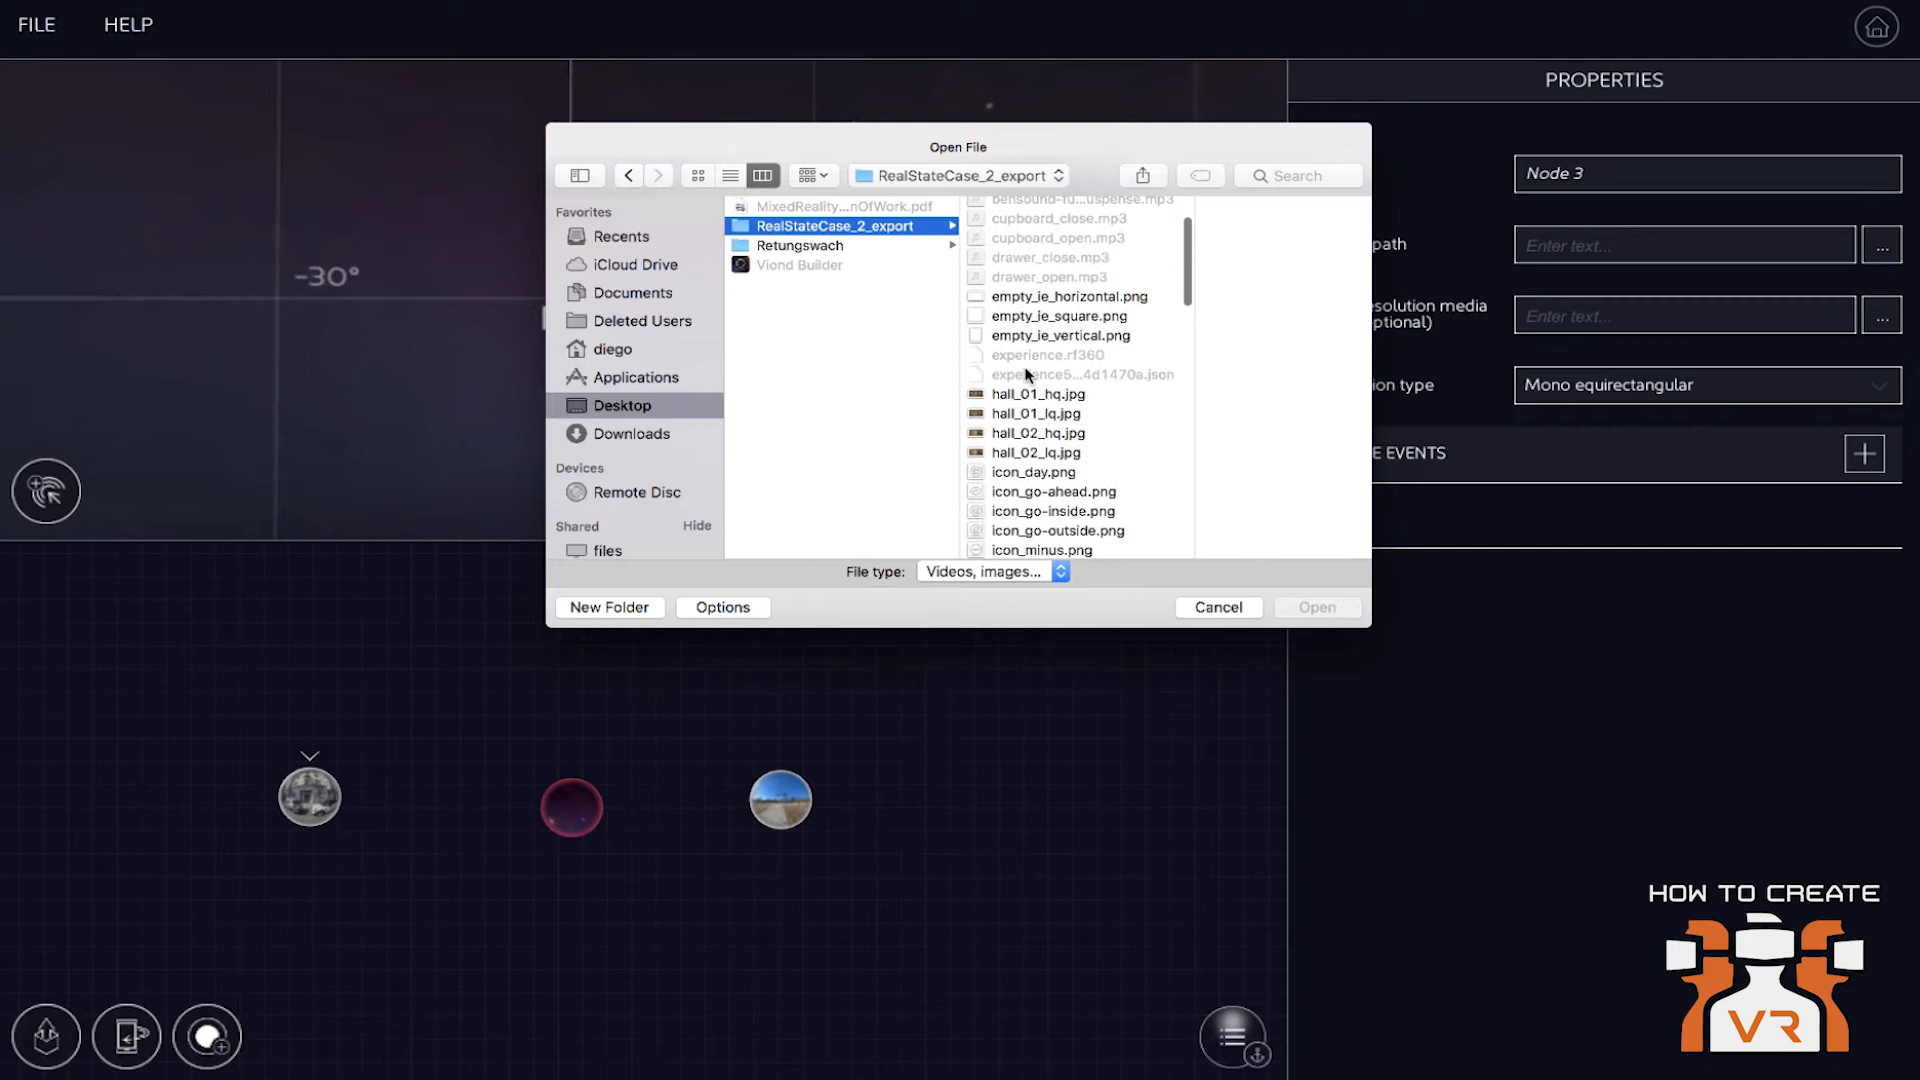 FILE
HELP
PROPERTIES
-30°
Node 3
path
Enter text...
...
esolution media
ptional)
Enter text...
...
ion type
Mono equirectangular
E EVENTS
Open File
RealStateCase_2_export
Search
Favorites
Recents
iCloud Drive
Documents
Deleted Users
diego
Applications
Desktop
Downloads
Devices
Remote Disc
Shared
Hide
files
MixedReality...nOfWork.pdf
RealStateCase_2_export
Retungswach
Viond Builder
bensound-fu...uspense.mp3
cupboard_close.mp3
cupboard_open.mp3
drawer_close.mp3
drawer_open.mp3
empty_ie_horizontal.png
empty_ie_square.png
empty_ie_vertical.png
experience.rf360
experience5...4d1470a.json
hall_01_hq.jpg
hall_01_lq.jpg
hall_02_hq.jpg
hall_02_lq.jpg
icon_day.png
icon_go-ahead.png
icon_go-inside.png
icon_go-outside.png
icon_minus.png
File type:
Videos, images...
New Folder
Options
Cancel
Open
HOW TO CREATE
VR